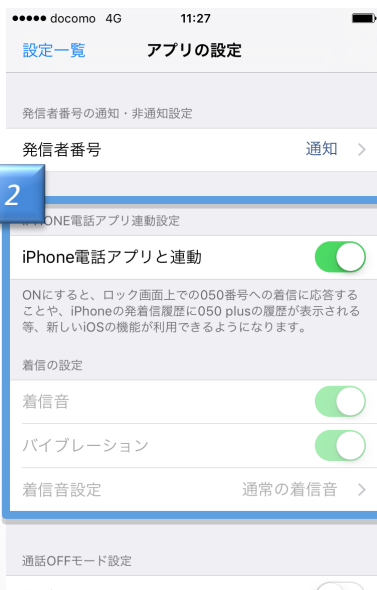 docomo 4G 11:27
設定一覧 アプリの設定
発信者番号の通知・非通知設定
発信者番号 通知
2
ONE電話アプリ連動設定
iPhone電話アプリと連動
ONにすると、ロック画面上での050番号への着信に応答する
ことや、iPhoneの発着信履歴に050 plusの履歴が表示される
等、新しいiOSの機能が利用できるようになります。
着信の設定
着信音
バイブレーション
着信音設定 通常の着信音
通話OFFモード設定